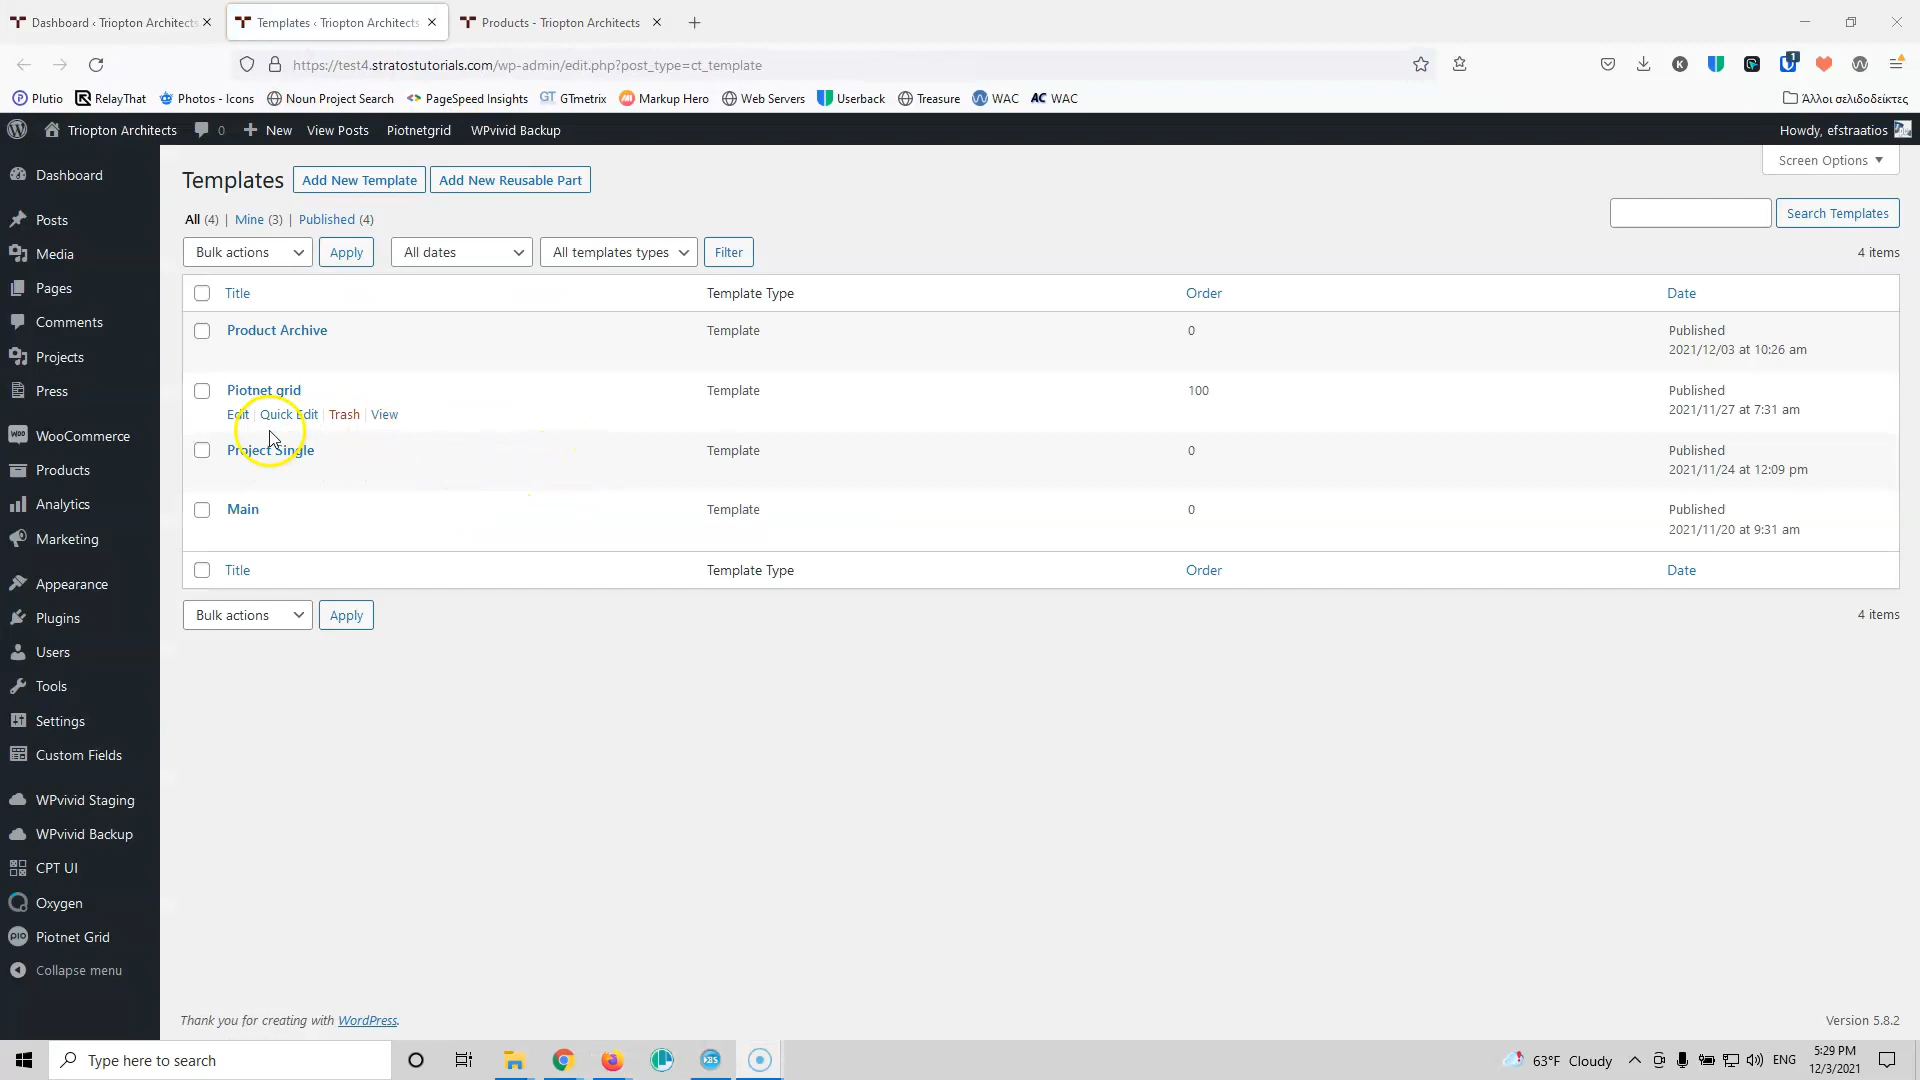 Dashboard ‹ Triopton Architects
Templates ‹ Triopton Architects
Products - Triopton Architects
https://test4.stratostutorials.com/wp-admin/edit.php?post_type=ct_template
Plutio
RelayThat
Photos - Icons
Noun Project Search
PageSpeed Insights
GTmetrix
Markup Hero
Web Servers
Userback
Treasure
WAC
AC WAC
Άλλοι σελιδοδείκτες
Triopton Architects
0
New
View Posts
Piotnetgrid
WPvivid Backup
Howdy, efstraatios
Dashboard
Posts
Media
Pages
Comments
Projects
Press
WooCommerce
Products
Analytics
Marketing
Appearance
Plugins
Users
Tools
Settings
Custom Fields
WPvivid Staging
WPvivid Backup
CPT UI
Oxygen
Piotnet Grid
Collapse menu
Screen Options
Templates
Add New Template
Add New Reusable Part
All (4) | Mine (3) | Published (4)
Search Templates
Bulk actions
Apply
All dates
All templates types
Filter
4 items
Title Template Type Order Date
Product Archive Template 0 Published
2021/12/03 at 10:26 am
Piotnet grid Template 100 Published
Edit | Quick Edit | Trash | View 2021/11/27 at 7:31 am
Project Single Template 0 Published
2021/11/24 at 12:09 pm
Main Template 0 Published
2021/11/20 at 9:31 am
Title Template Type Order Date
Bulk actions
Apply
4 items
Thank you for creating with WordPress.
Version 5.8.2
Type here to search
63°F Cloudy
ENG
5:29 PM
12/3/2021